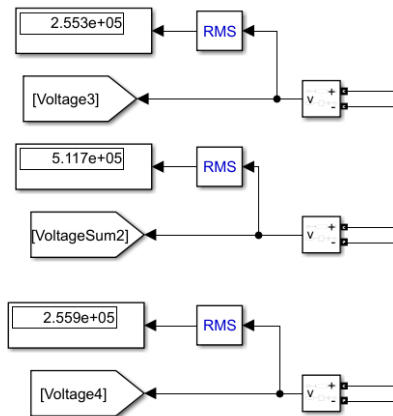 2.553e+05
RMS
[Voltage3]
v
+
-
5.117e+05
RMS
[VoltageSum2]
v
+
-
2.559e+05
RMS
[Voltage4]
v
+
-